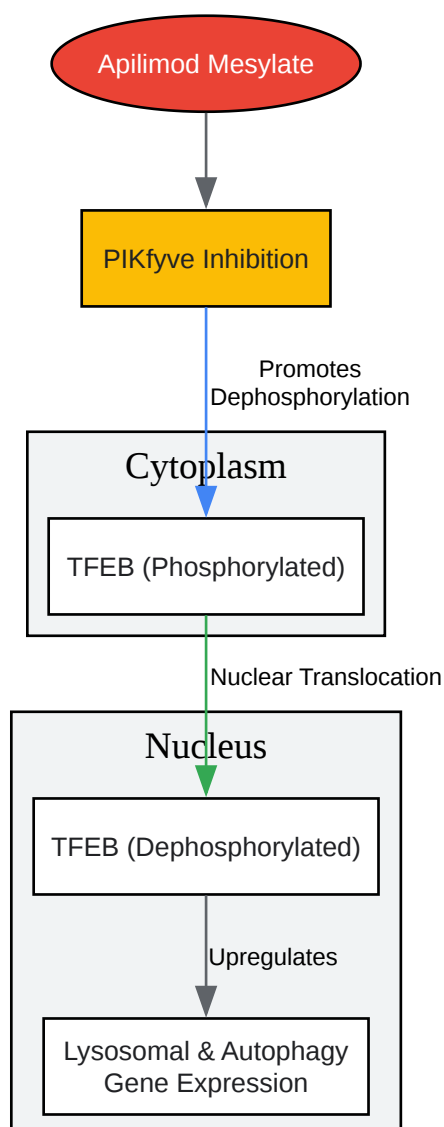 Apilimod Mesylate
PIKfyve Inhibition
Promotes
Dephosphorylation
Cytoplasm
TFEB (Phosphorylated)
Nuclear Translocation
Nucleus
TFEB (Dephosphorylated)
Upregulates
Lysosomal & Autophagy
Gene Expression